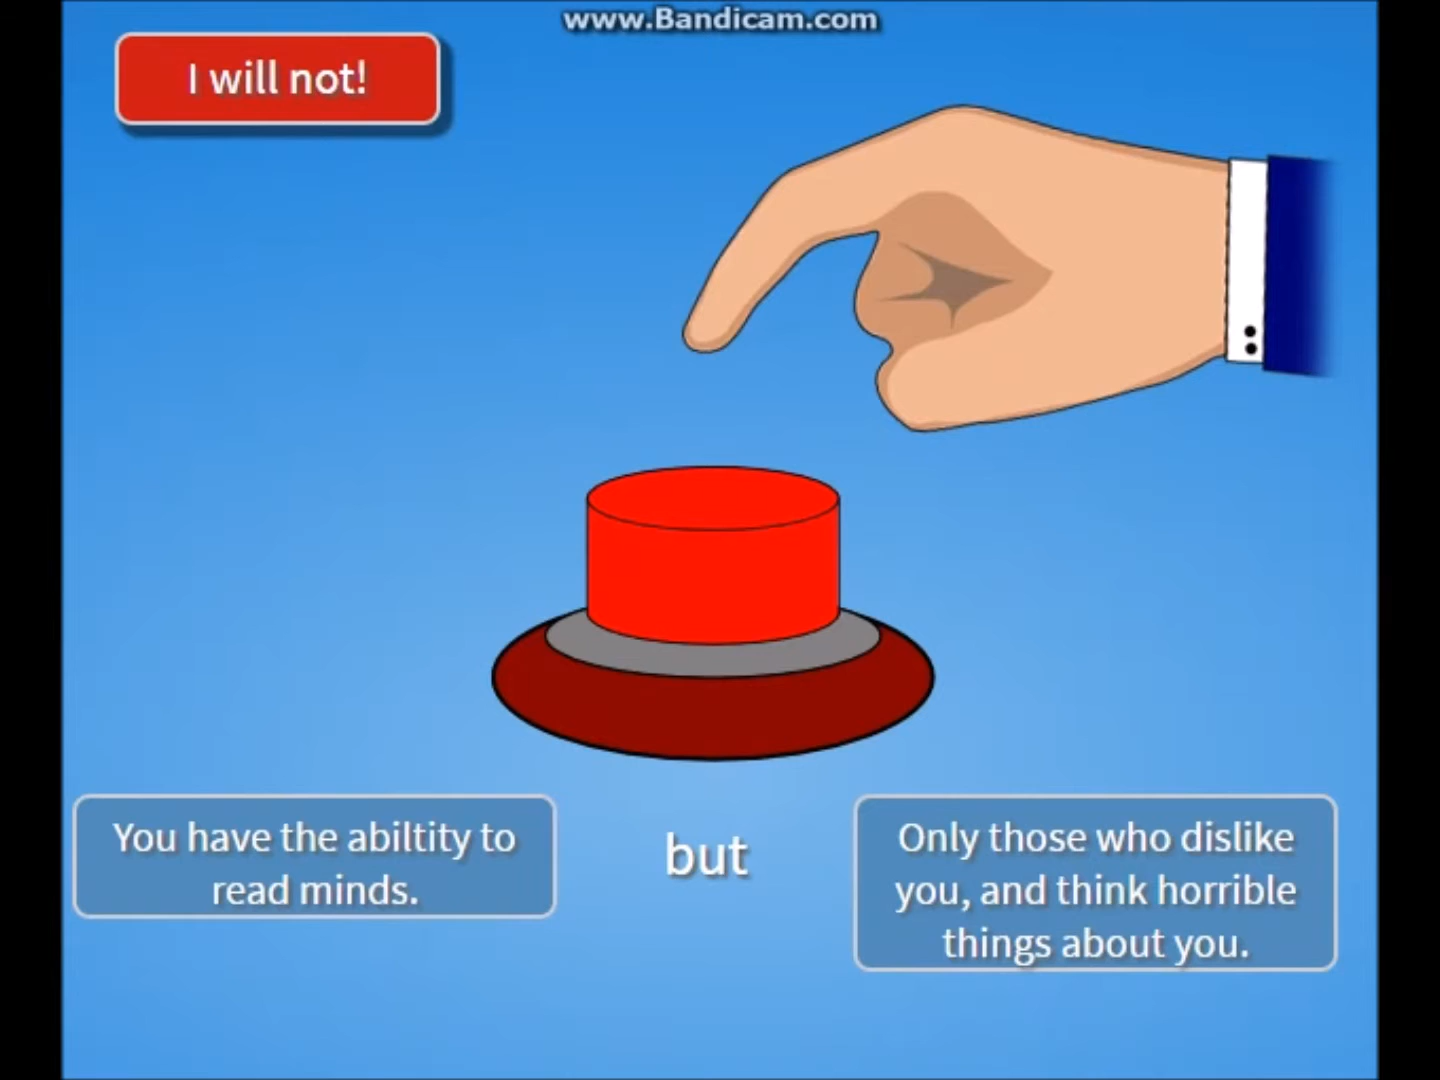 www.Bandicam.com
I will not!
You have the abiltity to
read minds.
but
Only those who dislike
you, and think horrible
things about you.